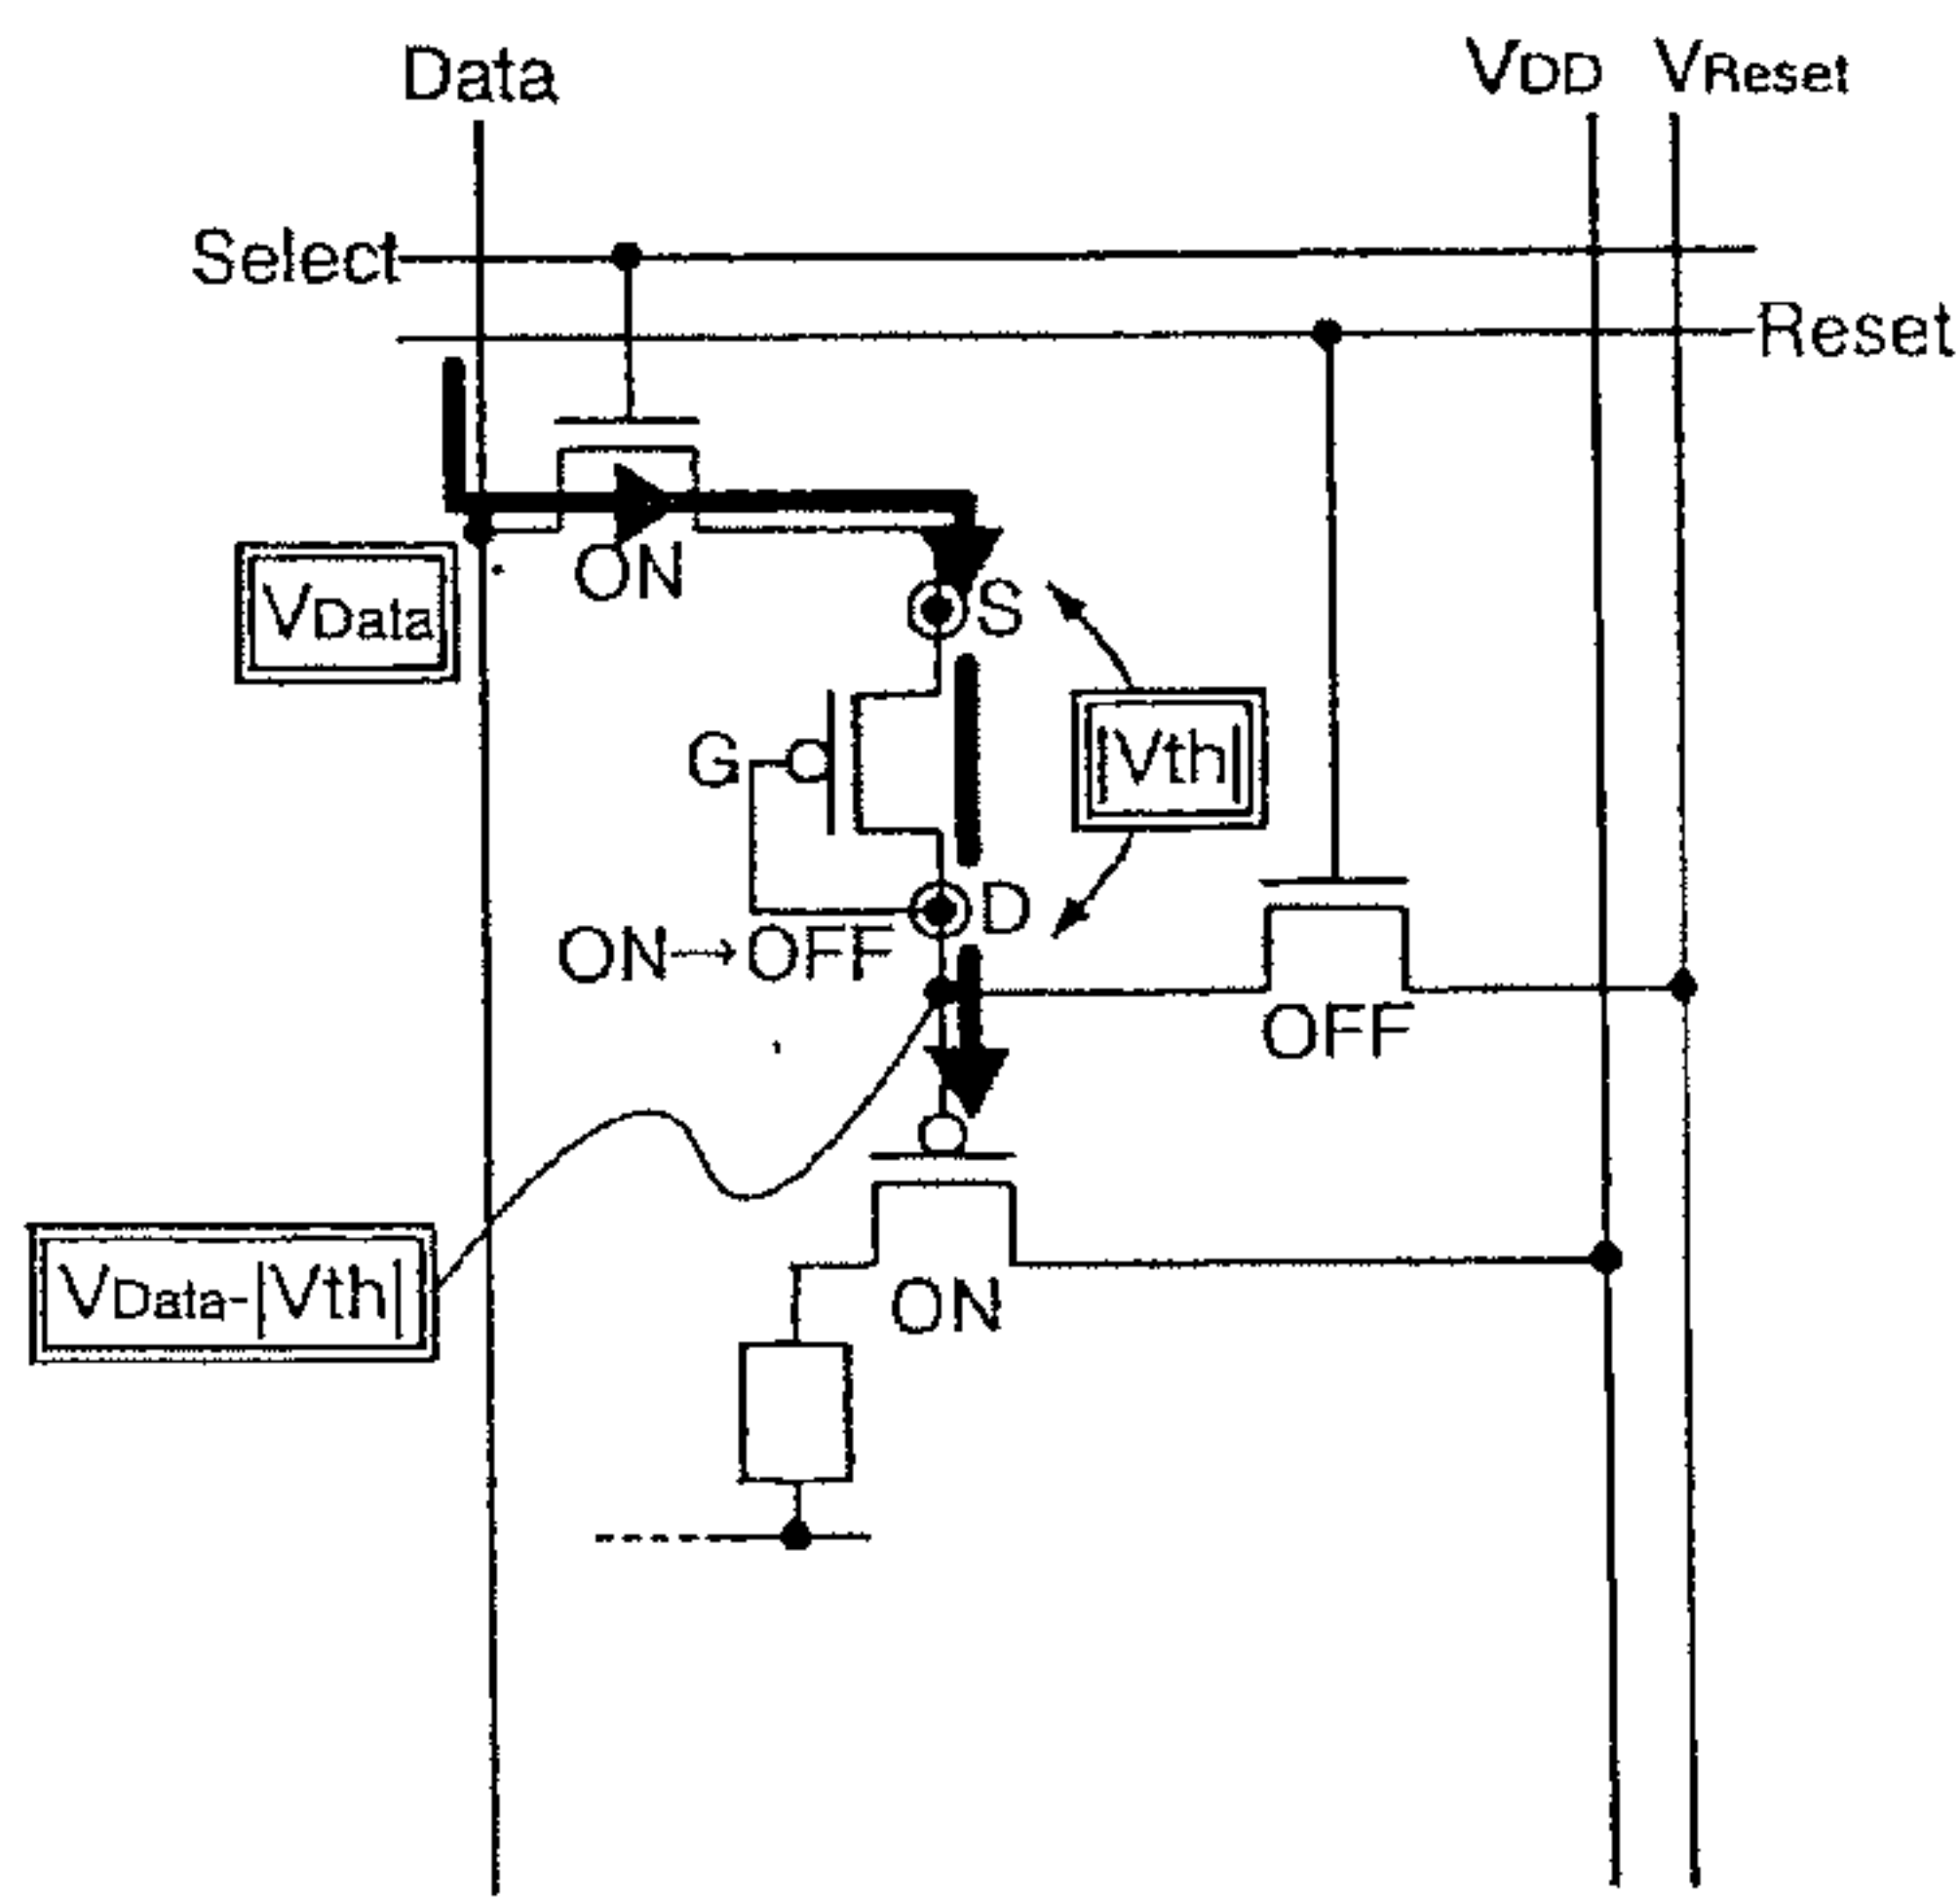 Data
VDD
VReset
Select
Reset
ON
VData
S
G
|Vth|
D
ON→OFF
OFF
VData-|Vth|
ON